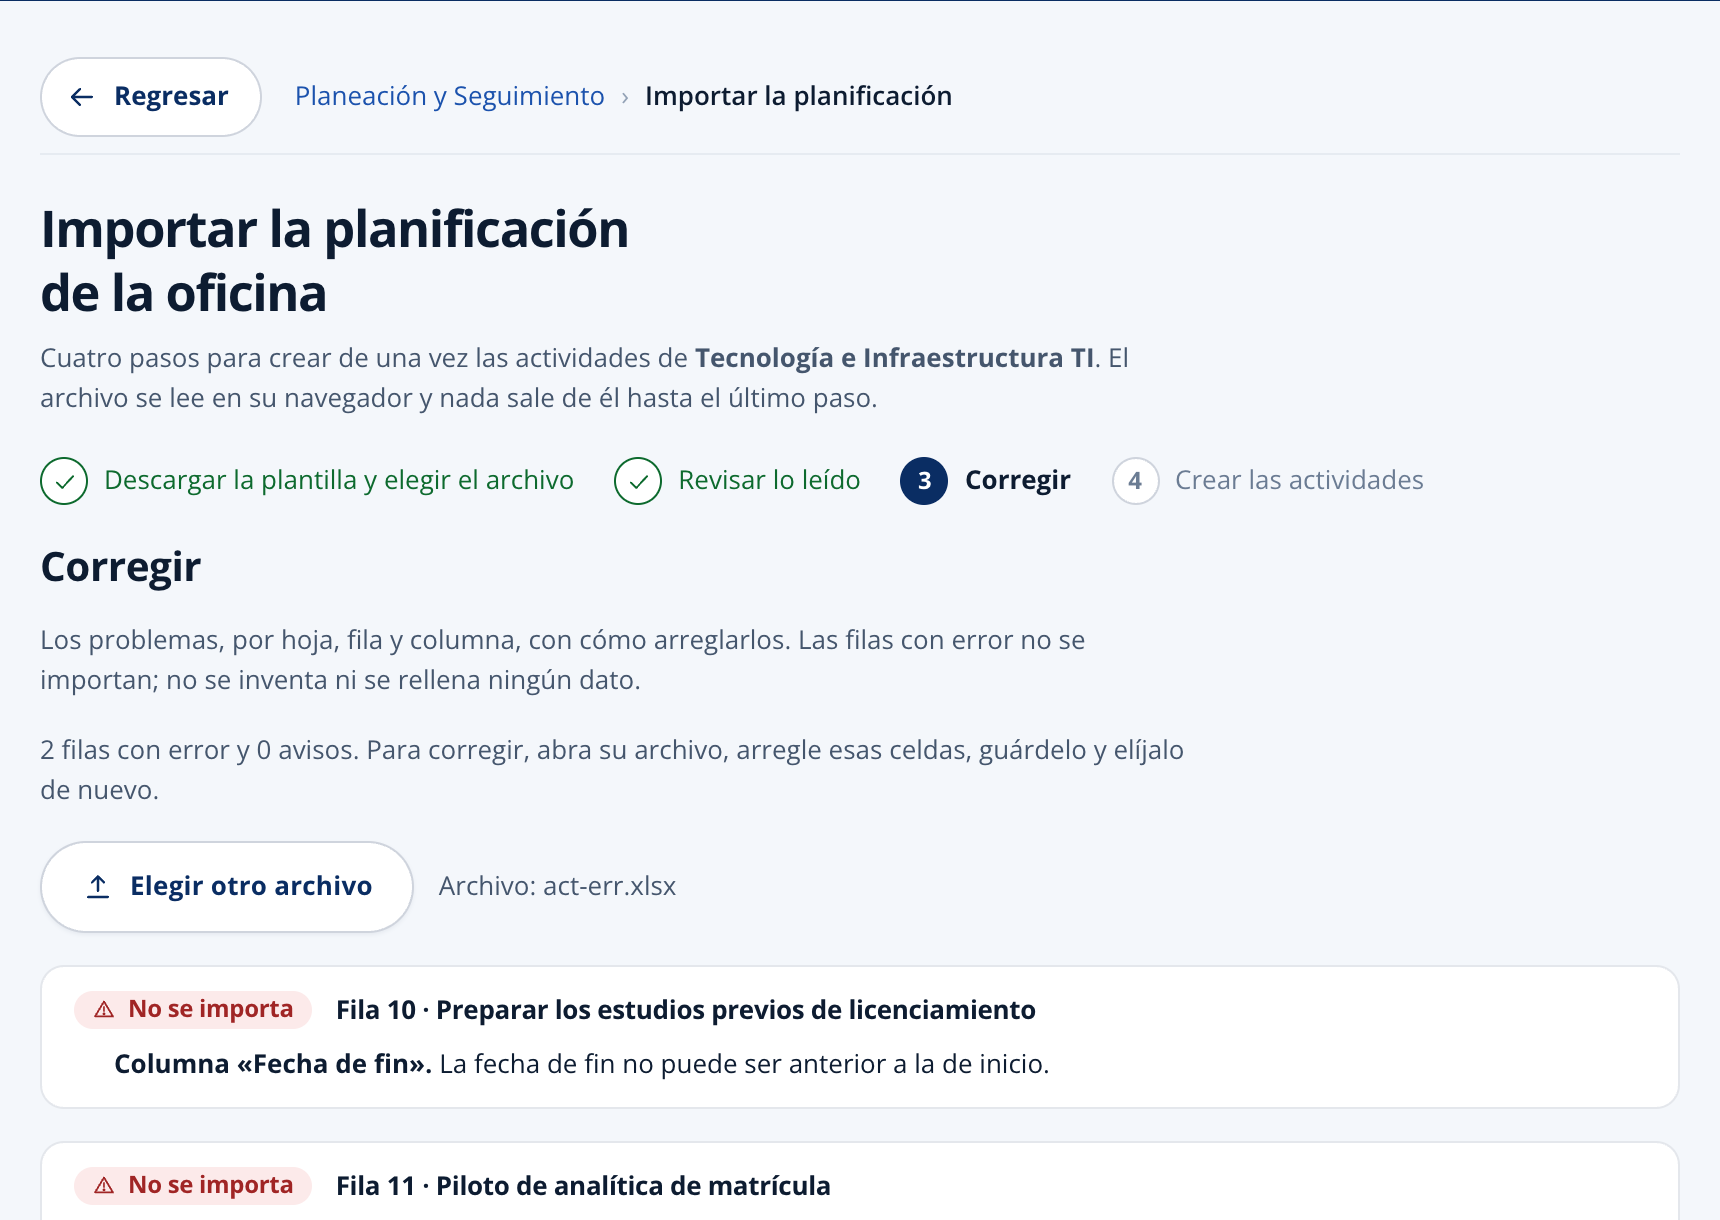 Regresar
Planeación y Seguimiento › Importar la planificación
Importar la planificación
de la oficina
Cuatro pasos para crear de una vez las actividades de Tecnología e Infraestructura TI. El
archivo se lee en su navegador y nada sale de él hasta el último paso.
Descargar la plantilla y elegir el archivo
Revisar lo leído
3 Corregir
4 Crear las actividades
Corregir
Los problemas, por hoja, fila y columna, con cómo arreglarlos. Las filas con error no se
importan; no se inventa ni se rellena ningún dato.
2 filas con error y 0 avisos. Para corregir, abra su archivo, arregle esas celdas, guárdelo y elíjalo
de nuevo.
Elegir otro archivo
Archivo: act-err.xlsx
No se importa
Fila 10 · Preparar los estudios previos de licenciamiento
Columna «Fecha de fin». La fecha de fin no puede ser anterior a la de inicio.
No se importa
Fila 11 · Piloto de analítica de matrícula